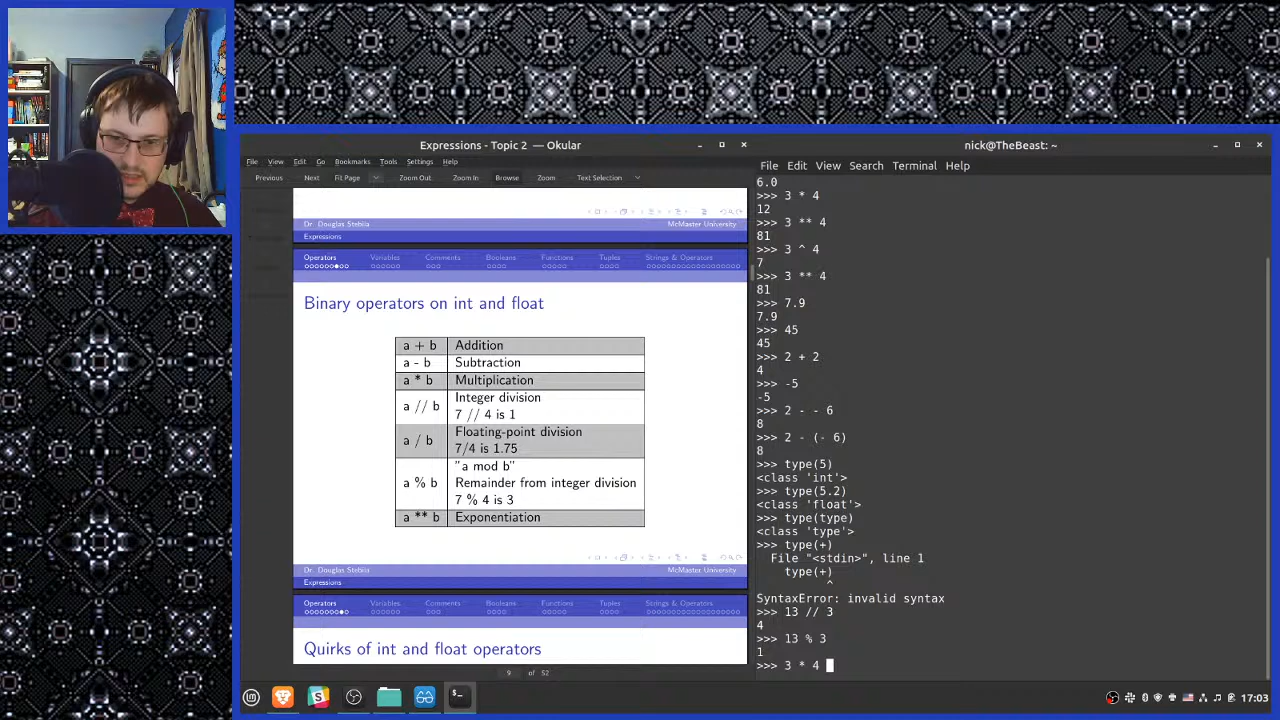 Expressions - Topic 2 — Okular
File Edit View Go Bookmarks Tools Settings Help
Previous Next Fit Page Zoom Out Zoom In Browse Zoom Text Selection
Dr. Douglas Stebila McMaster University
Expressions
Operators Variables Comments Booleans Functions Tuples Strings & Operators
Binary operators on int and float
a + b Addition
a - b Subtraction
a * b Multiplication
a // b Integer division
7 // 4 is 1
a / b Floating-point division
7/4 is 1.75
a % b "a mod b"
Remainder from integer division
7 % 4 is 3
a ** b Exponentiation
Dr. Douglas Stebila McMaster University
Expressions
Operators Variables Comments Booleans Functions Tuples Strings & Operators
Quirks of int and float operators
9 of 52
nick@TheBeast: ~
File Edit View Search Terminal Help
6.0
>>> 3 * 4
12
>>> 3 ** 4
81
>>> 3 ^ 4
7
>>> 3 ** 4
81
>>> 7.9
7.9
>>> 45
45
>>> 2 + 2
4
>>> -5
-5
>>> 2 - - 6
8
>>> 2 - (- 6)
8
>>> type(5)
<class 'int'>
>>> type(5.2)
<class 'float'>
>>> type(type)
<class 'type'>
>>> type(+)
File "<stdin>", line 1
type(+)
^
SyntaxError: invalid syntax
>>> 13 // 3
4
>>> 13 % 3
1
>>> 3 * 4
17:03